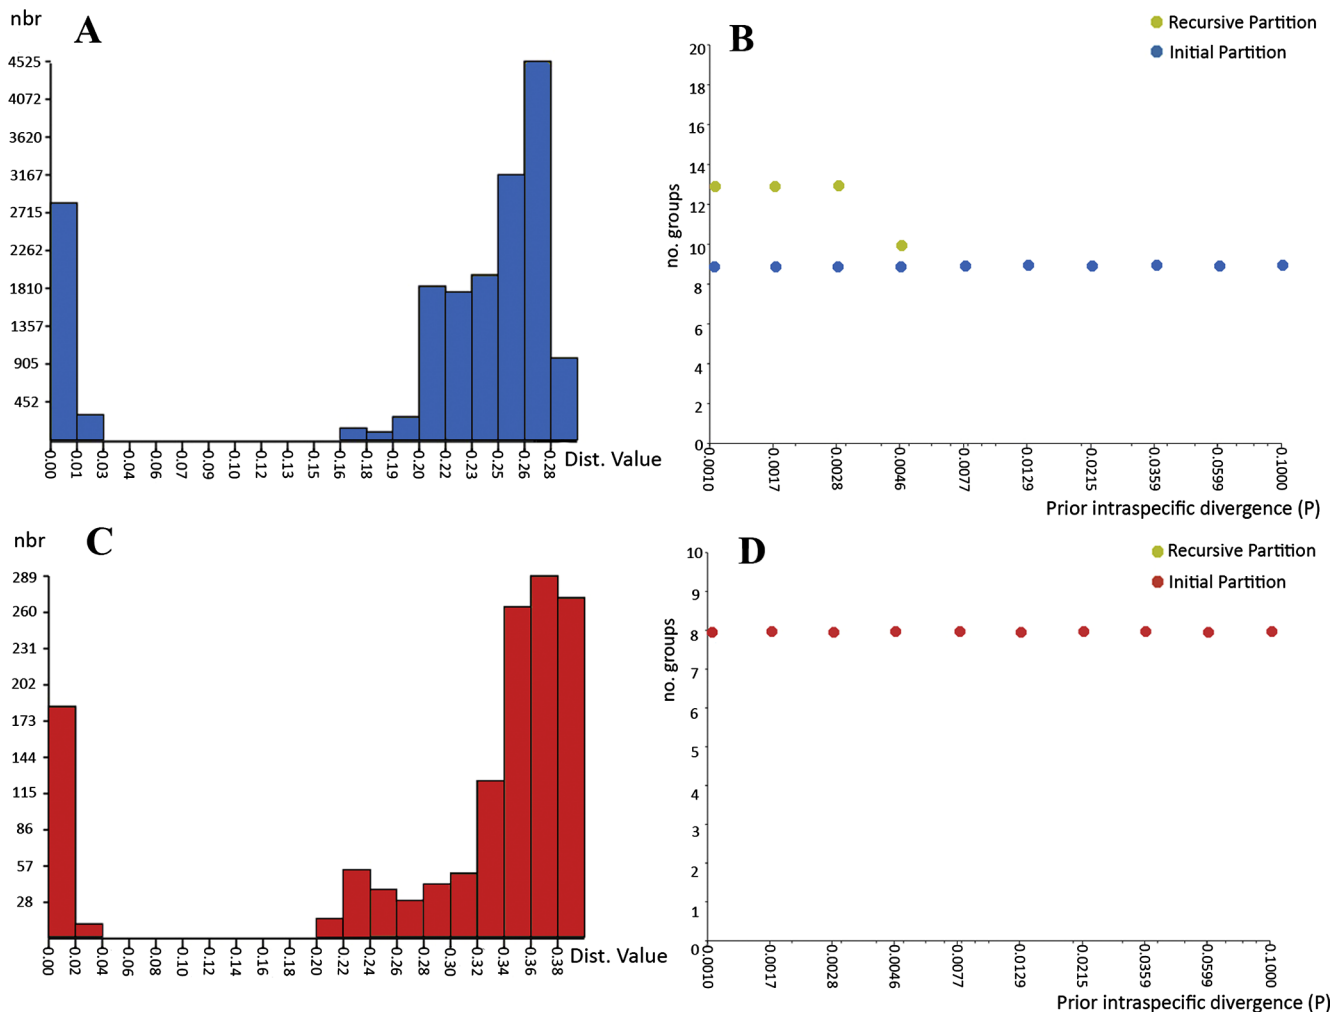 nbr
A
4525
4072
3620
3167
2715
2262
1810
1357
905
452
0.00 0.01 0.03 0.04 0.06 0.07 0.09 0.10 0.12 0.13 0.15 0.16 0.18 0.19 0.20 0.22 0.23 0.25 0.26 0.28
Dist. Value
B
Recursive Partition
Initial Partition
no. groups
20
18
16
14
12
10
8
6
4
2
0
0.0010 0.0017 0.0028 0.0046 0.0077 0.0129 0.0215 0.0359 0.0599 0.1000
Prior intraspecific divergence (P)
nbr
C
289
260
231
202
173
144
115
86
57
28
0.00 0.02 0.04 0.06 0.08 0.10 0.12 0.14 0.16 0.18 0.20 0.22 0.24 0.26 0.28 0.30 0.32 0.34 0.36 0.38
Dist. Value
D
Recursive Partition
Initial Partition
no. groups
10
9
8
7
6
5
4
3
2
1
0
0.0010 0.0017 0.0028 0.0046 0.0077 0.0129 0.0215 0.0359 0.0599 0.1000
Prior intraspecific divergence (P)